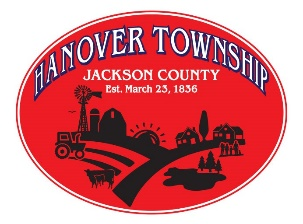 HANOVER TOWNSHIP
JACKSON COUNTY
Est. March 23, 1836